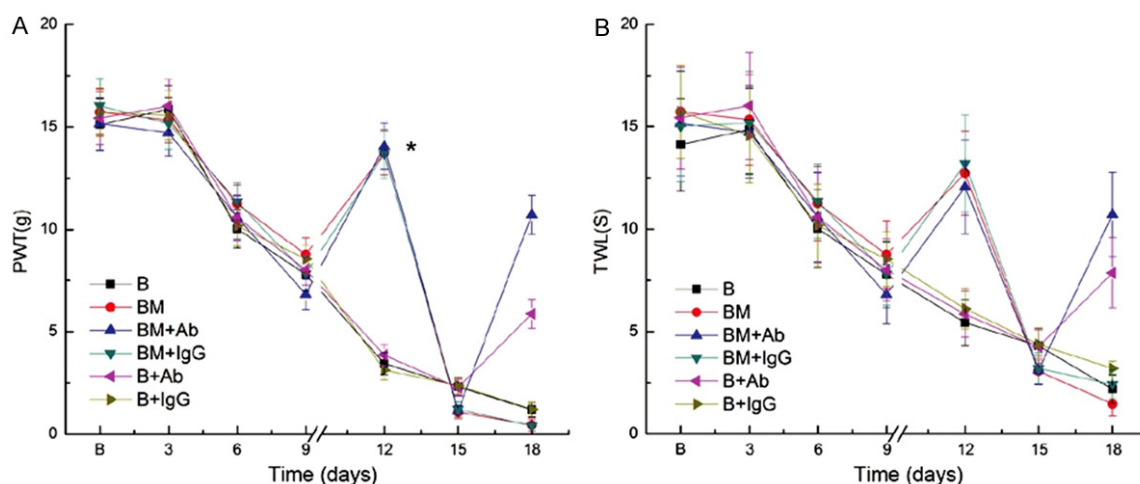 A
20
15
10
5
0
PWT(g)
*
B
BM
BM+Ab
BM+IgG
B+Ab
B+IgG
B 3 6 9 12 15 18
Time (days)
B
20
15
10
5
0
TWL(S)
B
BM
BM+Ab
BM+IgG
B+Ab
B+IgG
B 3 6 9 12 15 18
Time (days)